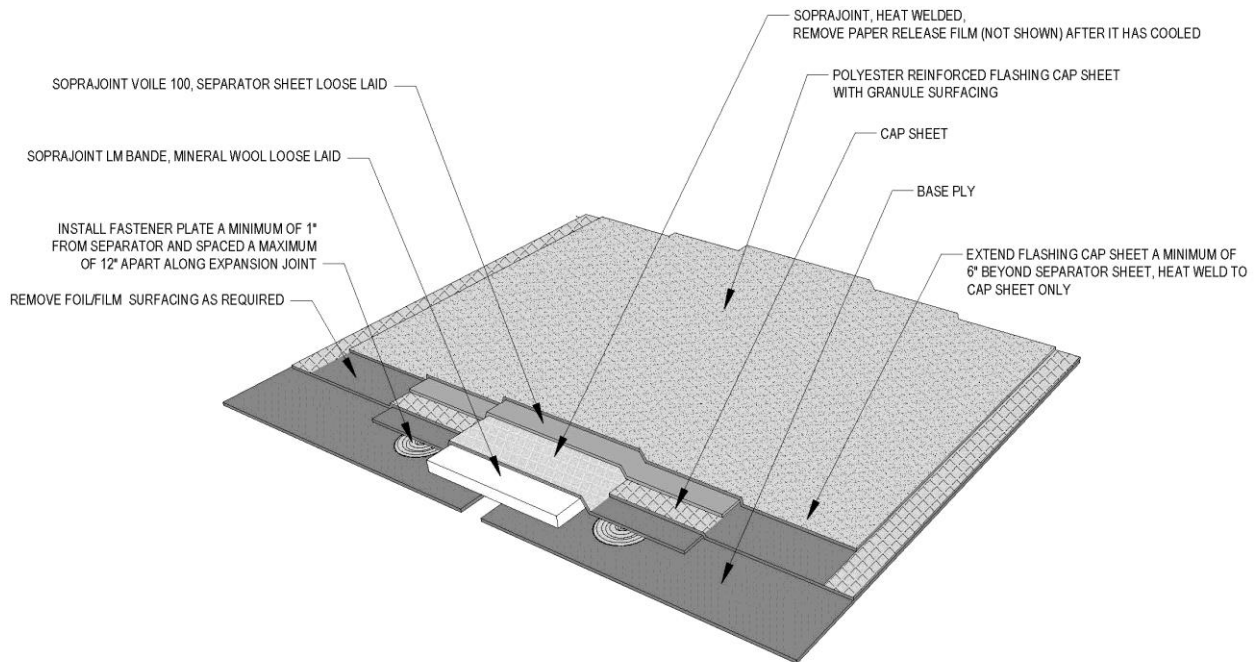 SOPRAJOINT, HEAT WELDED,
REMOVE PAPER RELEASE FILM (NOT SHOWN) AFTER IT HAS COOLED
SOPRAJOINT VOILE 100, SEPARATOR SHEET LOOSE LAID
POLYESTER REINFORCED FLASHING CAP SHEET
WITH GRANULE SURFACING
CAP SHEET
SOPRAJOINT LM BANDE, MINERAL WOOL LOOSE LAID
BASE PLY
INSTALL FASTENER PLATE A MINIMUM OF 1"
FROM SEPARATOR AND SPACED A MAXIMUM
OF 12" APART ALONG EXPANSION JOINT
EXTEND FLASHING CAP SHEET A MINIMUM OF
6" BEYOND SEPARATOR SHEET, HEAT WELD TO
CAP SHEET ONLY
REMOVE FOIL/FILM SURFACING AS REQUIRED